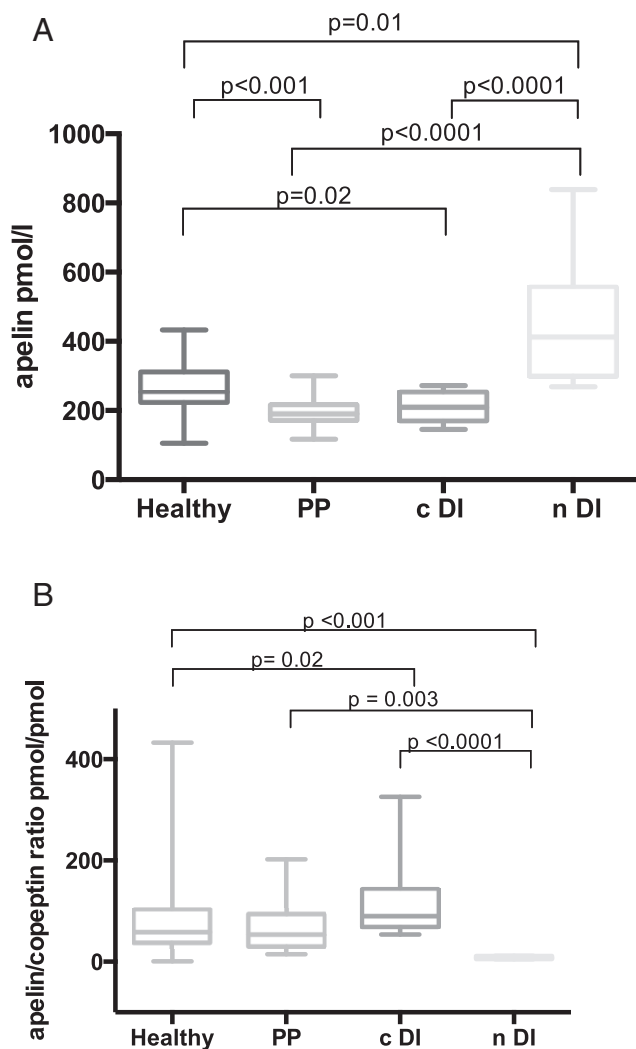 A
p=0.01
p<0.001
p<0.0001
p<0.0001
p=0.02
1000
800
600
400
200
0
apelin pmol/l
Healthy PP c DI n DI
B
p <0.001
p= 0.02
p = 0.003
p <0.0001
400
200
0
apelin/copeptin ratio pmol/pmol
Healthy PP c DI n DI